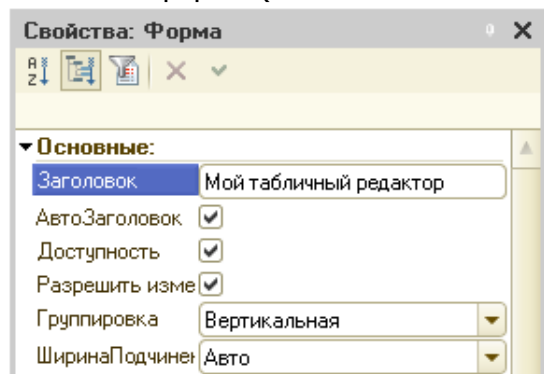 Свойства: Форма
Основные:
Заголовок Мой табличный редактор
АвтоЗаголовок
Доступность
Разрешить изме
Группировка Вертикальная
ШиринаПодчинен Авто